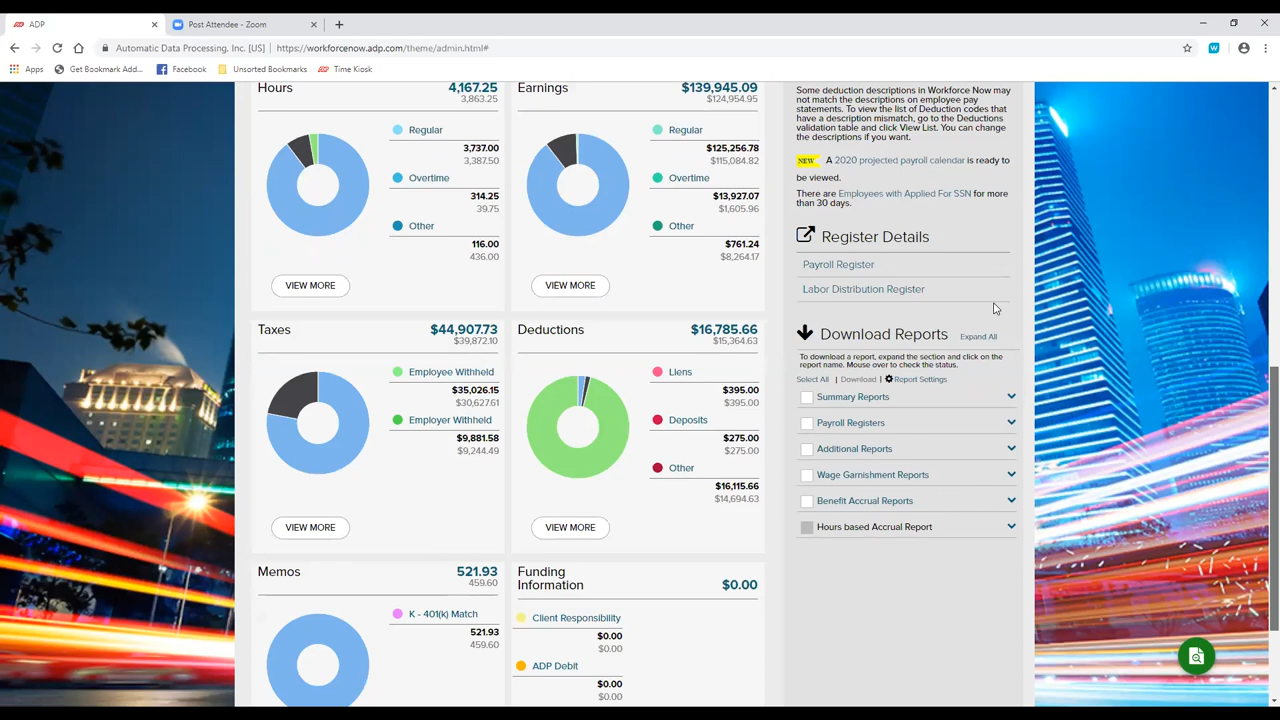 ADP
Post Attendee - Zoom
Automatic Data Processing, Inc. [US] | https://workforcenow.adp.com/theme/admin.html#
Apps
Get Bookmark Add...
Facebook
Unsorted Bookmarks
Time Kiosk
Hours 4,167.25
3,863.25
Regular
3,737.00
3,387.50
Overtime
314.25
39.75
Other
116.00
436.00
VIEW MORE
Earnings $139,945.09
$124,954.95
Regular
$125,256.78
$115,084.82
Overtime
$13,927.07
$1,605.96
Other
$761.24
$8,264.17
VIEW MORE
Taxes $44,907.73
$39,872.10
Employee Withheld
$35,026.15
$30,627.61
Employer Withheld
$9,881.58
$9,244.49
VIEW MORE
Deductions $16,785.66
$15,364.63
Liens
$395.00
$395.00
Deposits
$275.00
$275.00
Other
$16,115.66
$14,694.63
VIEW MORE
Memos 521.93
459.60
K - 401(k) Match
521.93
459.60
Funding
Information $0.00
Client Responsibility
$0.00
$0.00
ADP Debit
$0.00
$0.00
Some deduction descriptions in Workforce Now may
not match the descriptions on employee pay
statements. To view the list of Deduction codes that
have a description mismatch, go to the Deductions
validation table and click View List. You can change
the descriptions if you want.
NEW A 2020 projected payroll calendar is ready to
be viewed.
There are Employees with Applied For SSN for more
than 30 days.
Register Details
Payroll Register
Labor Distribution Register
Download Reports Expand All
To download a report, expand the section and click on the
report name. Mouse over to check the status.
Select All | Download | Report Settings
Summary Reports
Payroll Registers
Additional Reports
Wage Garnishment Reports
Benefit Accrual Reports
Hours based Accrual Report